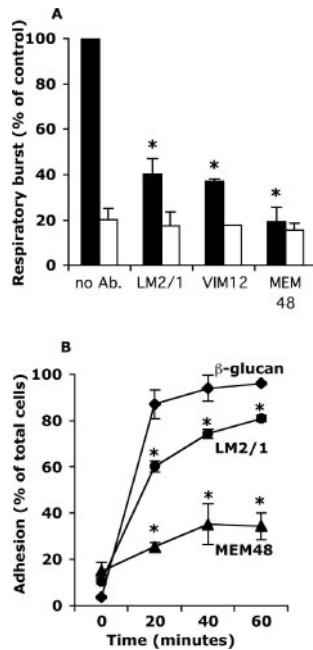 A
Respiratory burst (% of control)
100
80
60
40
20
0
*
*
*
no Ab.
LM2/1
VIM12
MEM
48
B
Adhesion (% of total cells)
100
80
60
40
20
0
β-glucan
*
*
*
LM2/1
*
*
*
MEM48
0
20
40
60
Time (minutes)